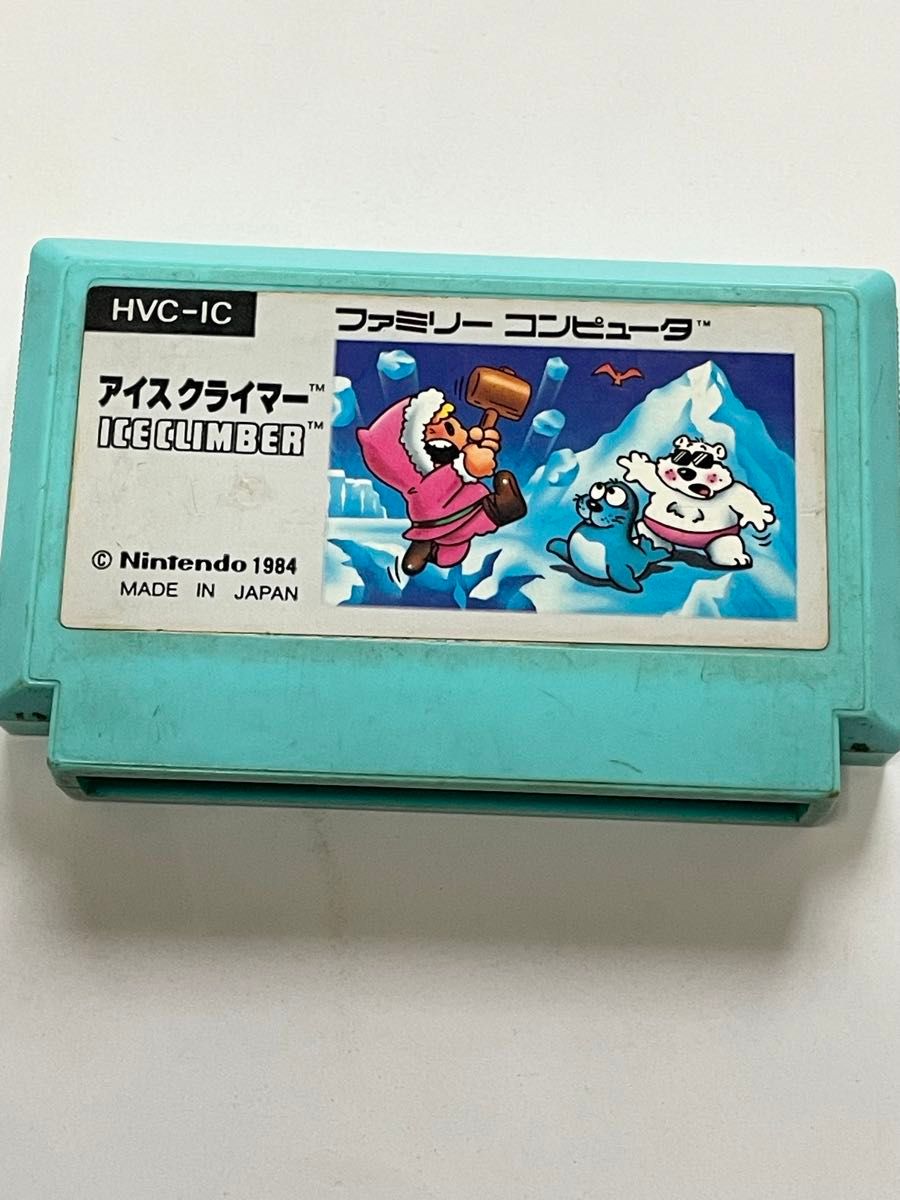 HVC-IC
ファミリー コンピュータ™
アイスクライマー™
ICE CLIMBER™
© Nintendo 1984
MADE IN JAPAN